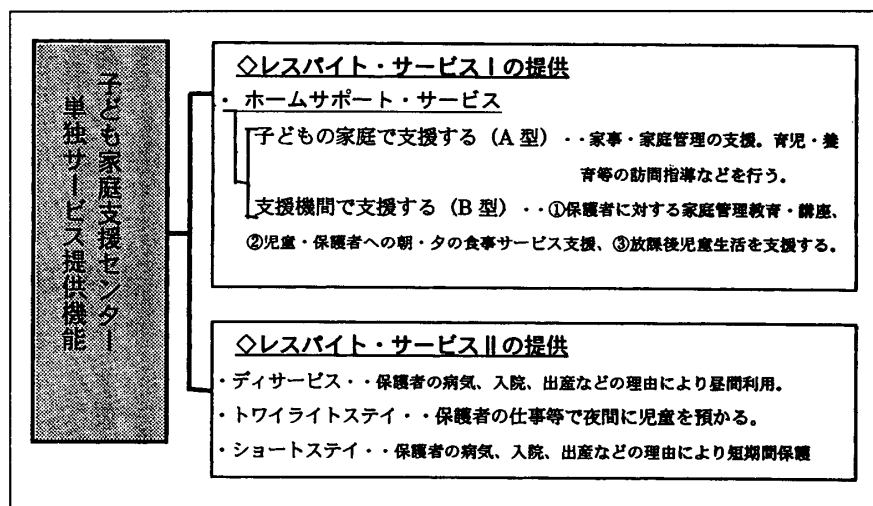 子ども家庭支援センター
単独サービス提供機能
◇レスパイト・サービスⅠの提供
・ ホームサポート・サービス
子どもの家庭で支援する（A型）・・家事・家庭管理の支援。育児・養
育等の訪問指導などを行う。
支援機間で支援する（B型）・・①保護者に対する家庭管理教育・講座、
②児童・保護者への朝・夕の食事サービス支援、③放課後児童生活を支援する。
◇レスパイト・サービスⅡの提供
・ディサービス・・保護者の病気、入院、出産などの理由により昼間利用。
・トワイライトステイ・・保護者の仕事等で夜間に児童を預かる。
・ショートステイ・・保護者の病気、入院、出産などの理由により短期間保護